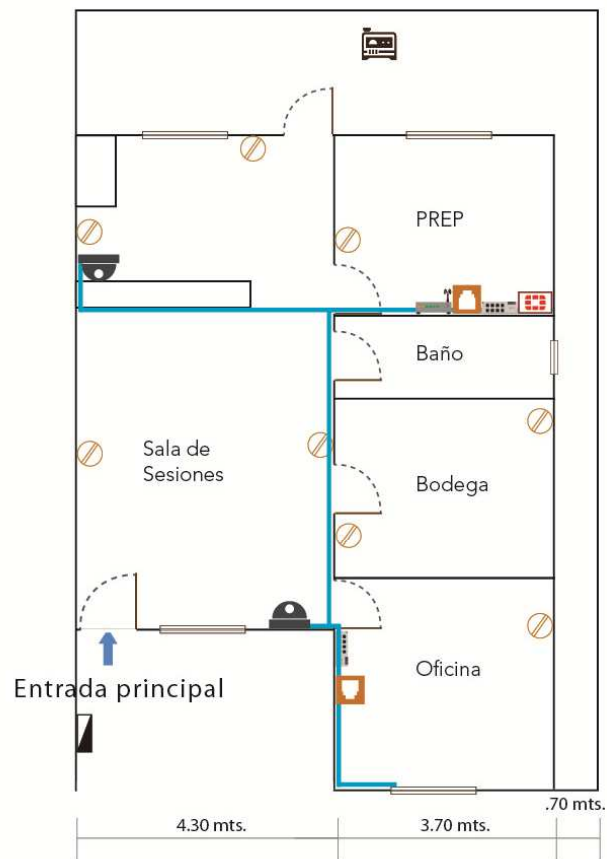 PREP
Baño
Sala de
Sesiones
Bodega
Entrada principal
Oficina
.70 mts.
4.30 mts.
3.70 mts.